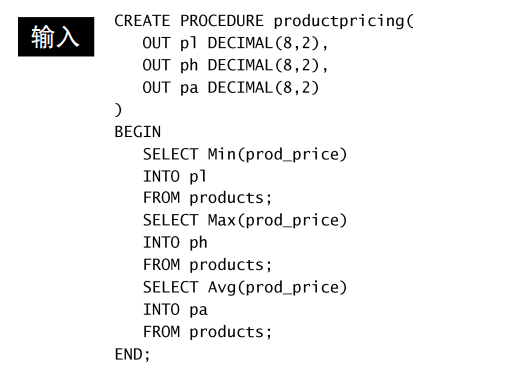 输入
CREATE PROCEDURE productpricing(
   OUT pl DECIMAL(8,2),
   OUT ph DECIMAL(8,2),
   OUT pa DECIMAL(8,2)
)
BEGIN
   SELECT Min(prod_price)
   INTO pl
   FROM products;
   SELECT Max(prod_price)
   INTO ph
   FROM products;
   SELECT Avg(prod_price)
   INTO pa
   FROM products;
END;